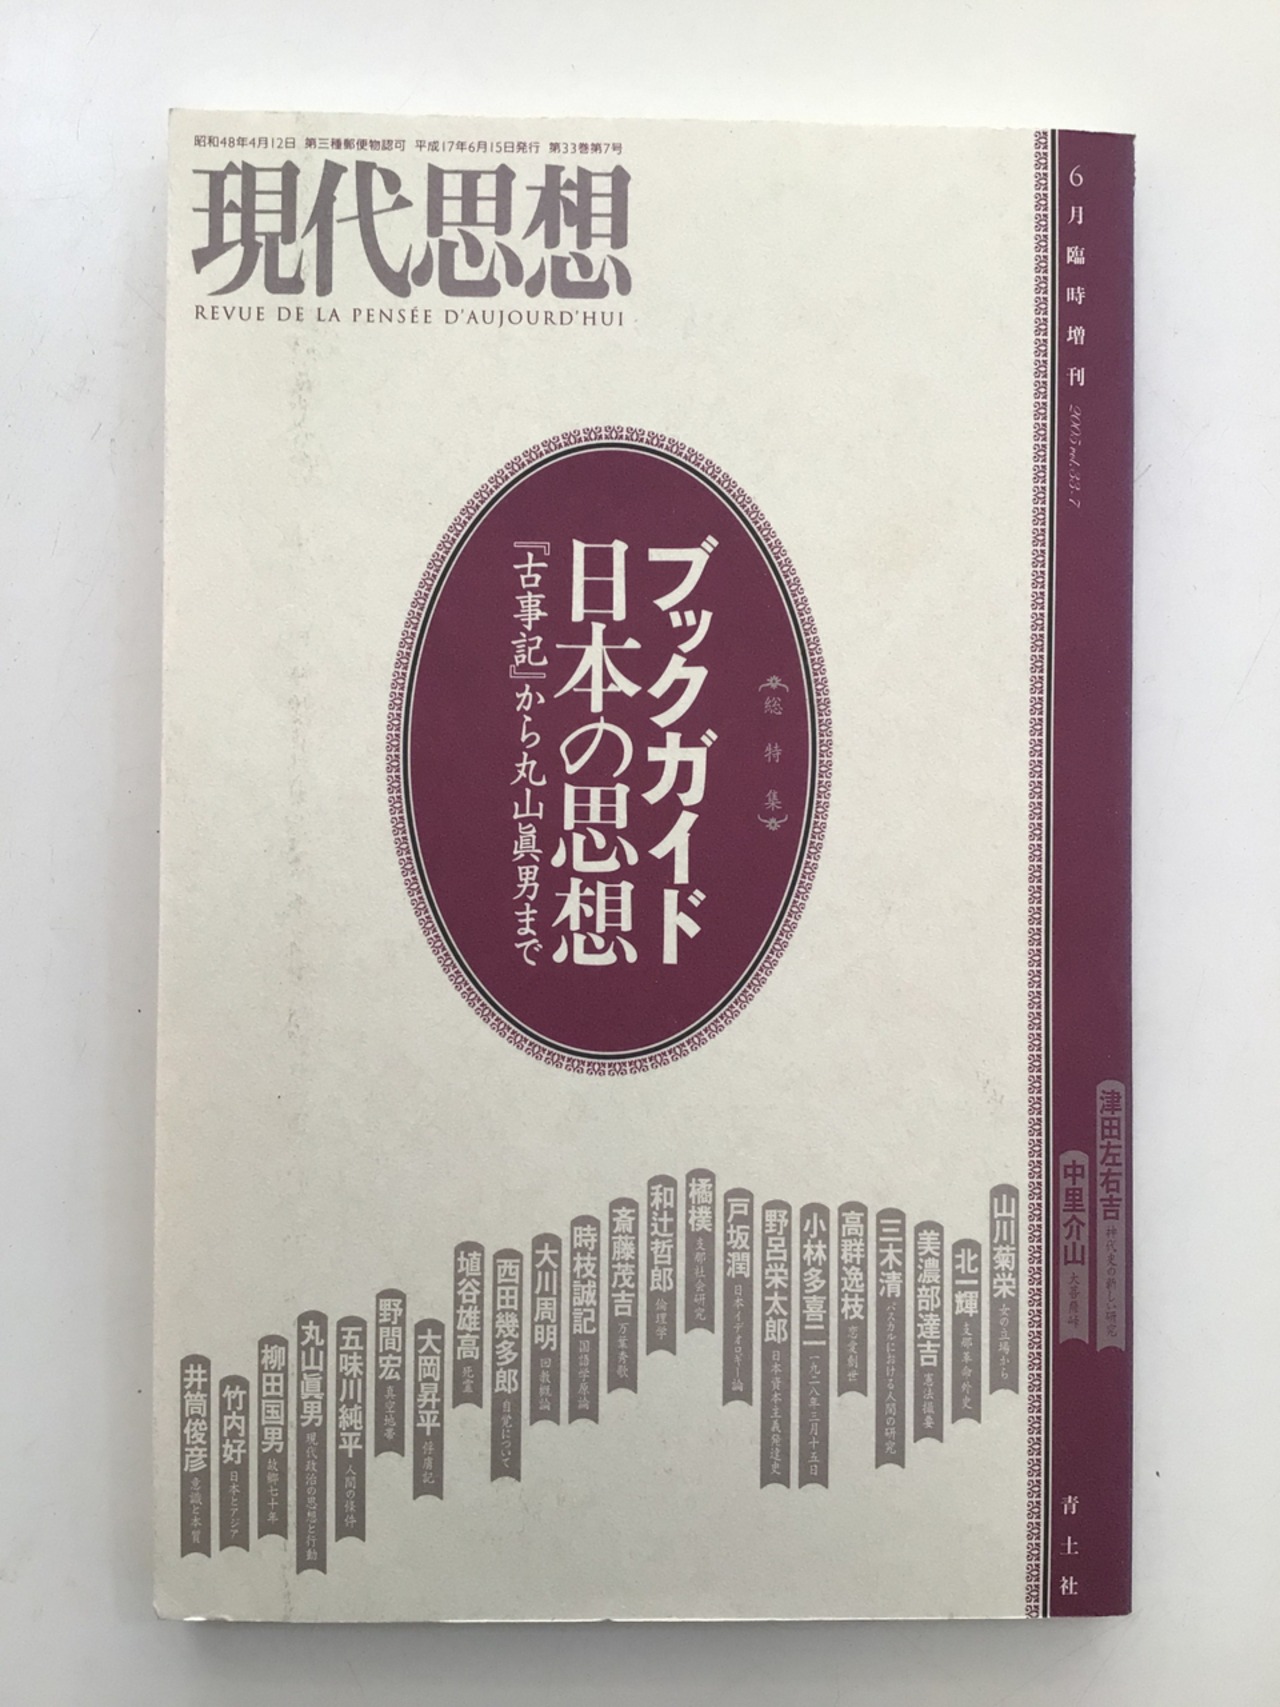 昭和48年4月12日 第三種郵便物認可 平成17年6月15日発行 第33巻第7号
現代思想
REVUE DE LA PENSÉE D'AUJOURD'HUI
6月臨時増刊 2005 vol.33-7
総特集
ブックガイド
日本の思想
『古事記』から丸山眞男まで
津田左右吉 神代史の新しい研究
中里介山 大菩薩峠
山川菊栄 女の立場から
北一輝 支那革命外史
美濃部達吉 憲法撮要
三木清 パスカルにおける人間の研究
高群逸枝 恋愛創世
小林多喜二 一九二八年三月十五日
野呂栄太郎 日本資本主義発達史
戸坂潤 日本イデオロギー論
橘樸 支那社会研究
和辻哲郎 倫理学
斎藤茂吉 万葉秀歌
時枝誠記 国語学原論
大川周明 回教概論
西田幾多郎 自覚について
埴谷雄高 死霊
大岡昇平 俘虜記
野間宏 真空地帯
五味川純平 人間の條件
丸山眞男 現代政治の思想と行動
柳田国男 故郷七十年
竹内好 日本とアジア
井筒俊彦 意識と本質
青土社